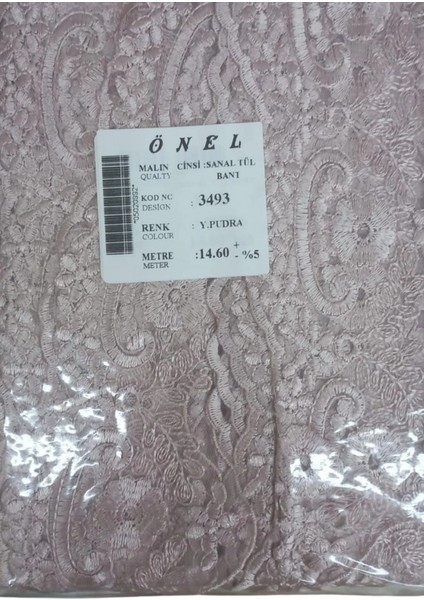 ÖNEL
MALIN CİNSİ :SANAL TÜL
QUALTY BANT
KOD NO : 3493
DESIGN
RENK : Y.PUDRA
COLOUR
METRE :14.60 + - %5
METER